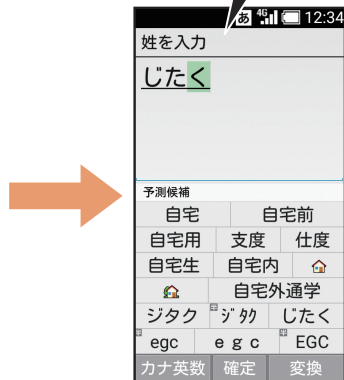 あ 4G 12:34
姓を入力
じたく
予測候補
自宅 自宅前
自宅用 支度 仕度
自宅生 自宅内
自宅外通学
ジタク 半 ｼﾞﾀｸ じたく
半 egc ｅｇｃ 半 EGC
カナ英数 確定 変換